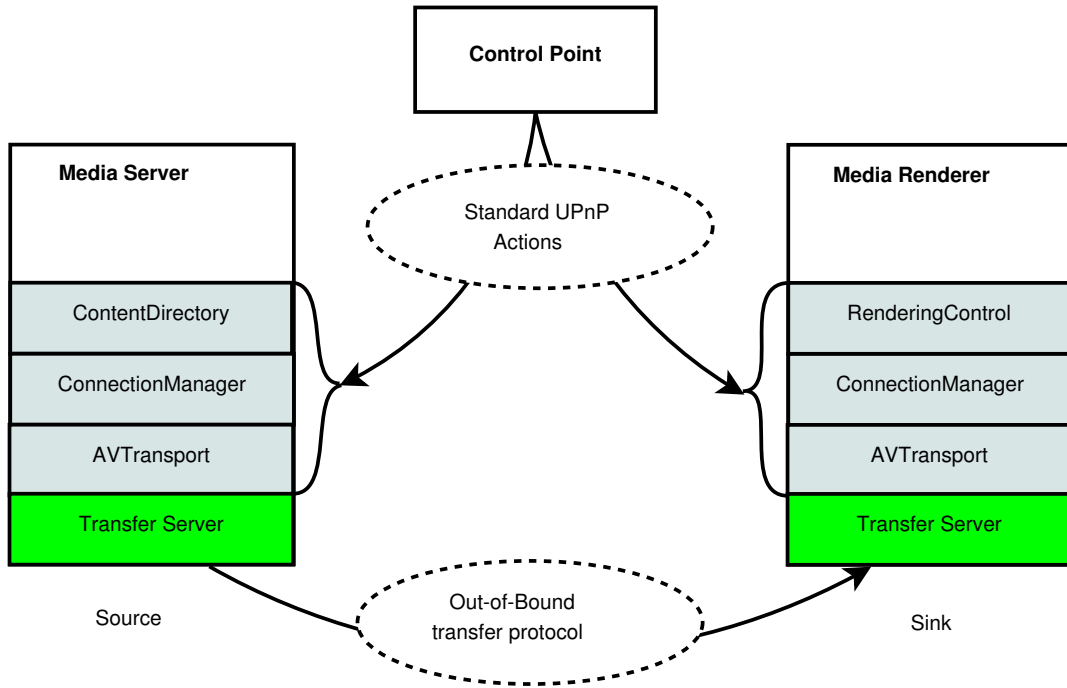 Control Point
Media Server
Standard UPnP
Actions
Media Renderer
ContentDirectory
ConnectionManager
AVTransport
Transfer Server
RenderingControl
ConnectionManager
AVTransport
Transfer Server
Source
Out-of-Bound
transfer protocol
Sink